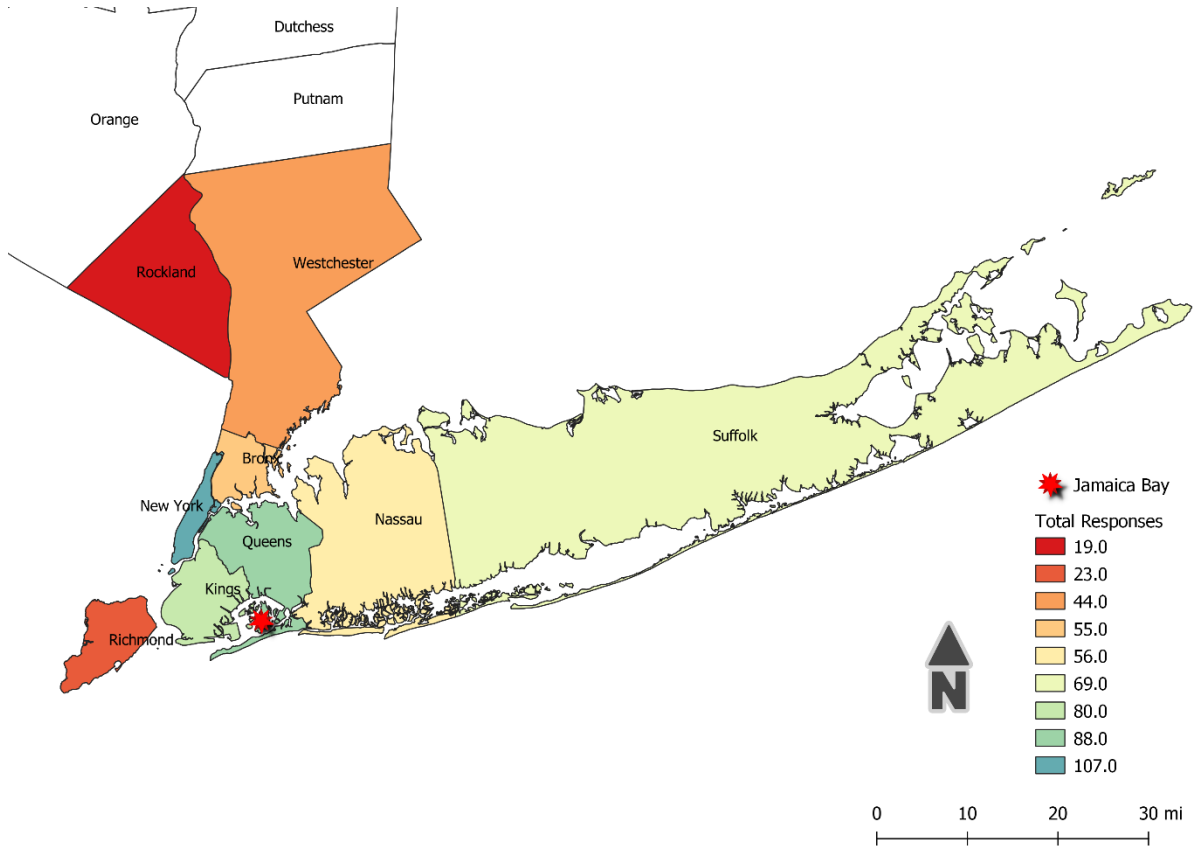 Dutchess
Putnam
Orange
Rockland
Westchester
Bronx
Suffolk
New York
Nassau
Queens
Kings
Richmond
Jamaica Bay
Total Responses
19.0
23.0
44.0
55.0
56.0
69.0
80.0
88.0
107.0
N
0 10 20 30 mi